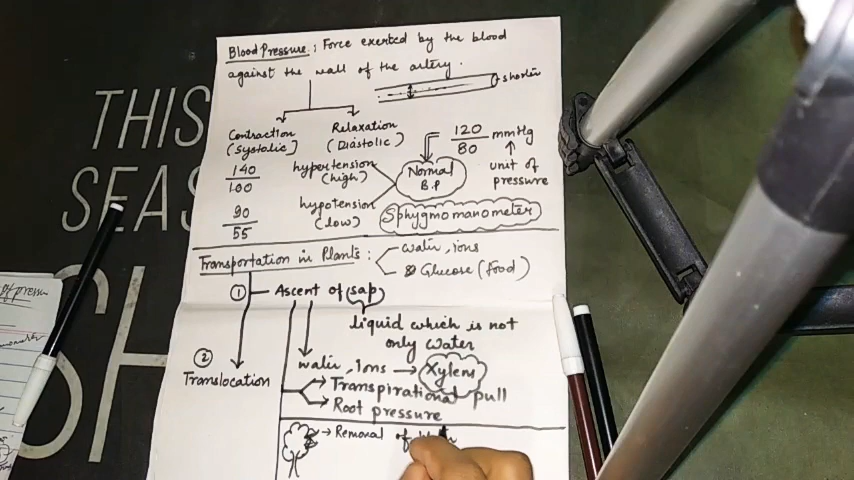 Blood Pressure : Force exerted by the blood
against the wall of the artery.
shorter
Contraction
(Systolic)
Relaxation
(Diastolic)
120
80
mmHg
unit of
pressure
140
100
hypertension
(high)
Normal
B.P
90
55
hypotension
(low)
Sphygmomanometer
Transportation in Plants :
water, ions
Glucose (Food)
① Ascent of (sap)
liquid which is not
only water
②
Translocation
water, ions → Xylem
Transpirational pull
Root pressure
→ Removal of
THIS
SEAS
SH